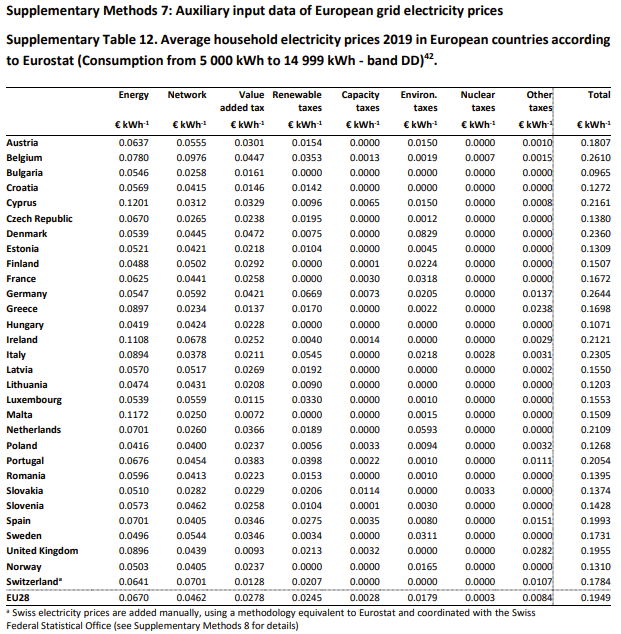 Supplementary Methods 7: Auxiliary input data of European grid electricity prices
Supplementary Table 12. Average household electricity prices 2019 in European countries according
to Eurostat (Consumption from 5 000 kWh to 14 999 kWh - band DD)⁴².
Energy Network Value Renewable Capacity Environ. Nuclear Other Total
added tax taxes taxes taxes taxes taxes
€ kWh⁻¹ € kWh⁻¹ € kWh⁻¹ € kWh⁻¹ € kWh⁻¹ € kWh⁻¹ € kWh⁻¹ € kWh⁻¹ € kWh⁻¹
Austria 0.0637 0.0555 0.0301 0.0154 0.0000 0.0150 0.0000 0.0010 0.1807
Belgium 0.0780 0.0976 0.0447 0.0353 0.0013 0.0019 0.0007 0.0015 0.2610
Bulgaria 0.0546 0.0258 0.0161 0.0000 0.0000 0.0000 0.0000 0.0000 0.0965
Croatia 0.0569 0.0415 0.0146 0.0142 0.0000 0.0000 0.0000 0.0000 0.1272
Cyprus 0.1201 0.0312 0.0329 0.0096 0.0065 0.0150 0.0000 0.0008 0.2161
Czech Republic 0.0670 0.0265 0.0238 0.0195 0.0000 0.0012 0.0000 0.0000 0.1380
Denmark 0.0539 0.0445 0.0472 0.0075 0.0000 0.0829 0.0000 0.0000 0.2360
Estonia 0.0521 0.0421 0.0218 0.0104 0.0000 0.0045 0.0000 0.0000 0.1309
Finland 0.0488 0.0502 0.0292 0.0000 0.0001 0.0224 0.0000 0.0000 0.1507
France 0.0625 0.0441 0.0258 0.0000 0.0030 0.0318 0.0000 0.0000 0.1672
Germany 0.0547 0.0592 0.0421 0.0669 0.0073 0.0205 0.0000 0.0137 0.2644
Greece 0.0897 0.0234 0.0137 0.0170 0.0000 0.0022 0.0000 0.0238 0.1698
Hungary 0.0419 0.0424 0.0228 0.0000 0.0000 0.0000 0.0000 0.0000 0.1071
Ireland 0.1108 0.0678 0.0252 0.0040 0.0014 0.0000 0.0000 0.0029 0.2121
Italy 0.0894 0.0378 0.0211 0.0545 0.0000 0.0218 0.0028 0.0031 0.2305
Latvia 0.0570 0.0517 0.0269 0.0192 0.0000 0.0000 0.0000 0.0002 0.1550
Lithuania 0.0474 0.0431 0.0208 0.0090 0.0000 0.0000 0.0000 0.0000 0.1203
Luxembourg 0.0539 0.0559 0.0115 0.0330 0.0000 0.0010 0.0000 0.0000 0.1553
Malta 0.1172 0.0250 0.0072 0.0000 0.0000 0.0015 0.0000 0.0000 0.1509
Netherlands 0.0701 0.0260 0.0366 0.0189 0.0000 0.0593 0.0000 0.0000 0.2109
Poland 0.0416 0.0400 0.0237 0.0056 0.0033 0.0094 0.0000 0.0032 0.1268
Portugal 0.0676 0.0454 0.0383 0.0398 0.0022 0.0010 0.0000 0.0111 0.2054
Romania 0.0596 0.0413 0.0223 0.0153 0.0000 0.0010 0.0000 0.0000 0.1395
Slovakia 0.0510 0.0282 0.0229 0.0206 0.0114 0.0000 0.0033 0.0000 0.1374
Slovenia 0.0573 0.0462 0.0258 0.0104 0.0001 0.0030 0.0000 0.0000 0.1428
Spain 0.0701 0.0405 0.0346 0.0275 0.0035 0.0080 0.0000 0.0151 0.1993
Sweden 0.0496 0.0544 0.0346 0.0034 0.0000 0.0311 0.0000 0.0000 0.1731
United Kingdom 0.0896 0.0439 0.0093 0.0213 0.0032 0.0000 0.0000 0.0282 0.1955
Norway 0.0503 0.0405 0.0237 0.0000 0.0000 0.0165 0.0000 0.0000 0.1310
Switzerlandᵃ 0.0641 0.0701 0.0128 0.0207 0.0000 0.0000 0.0000 0.0107 0.1784
EU28 0.0670 0.0462 0.0278 0.0245 0.0028 0.0179 0.0003 0.0084 0.1949
ᵃ Swiss electricity prices are added manually, using a methodology equivalent to Eurostat and coordinated with the Swiss
Federal Statistical Office (see Supplementary Methods 8 for details)